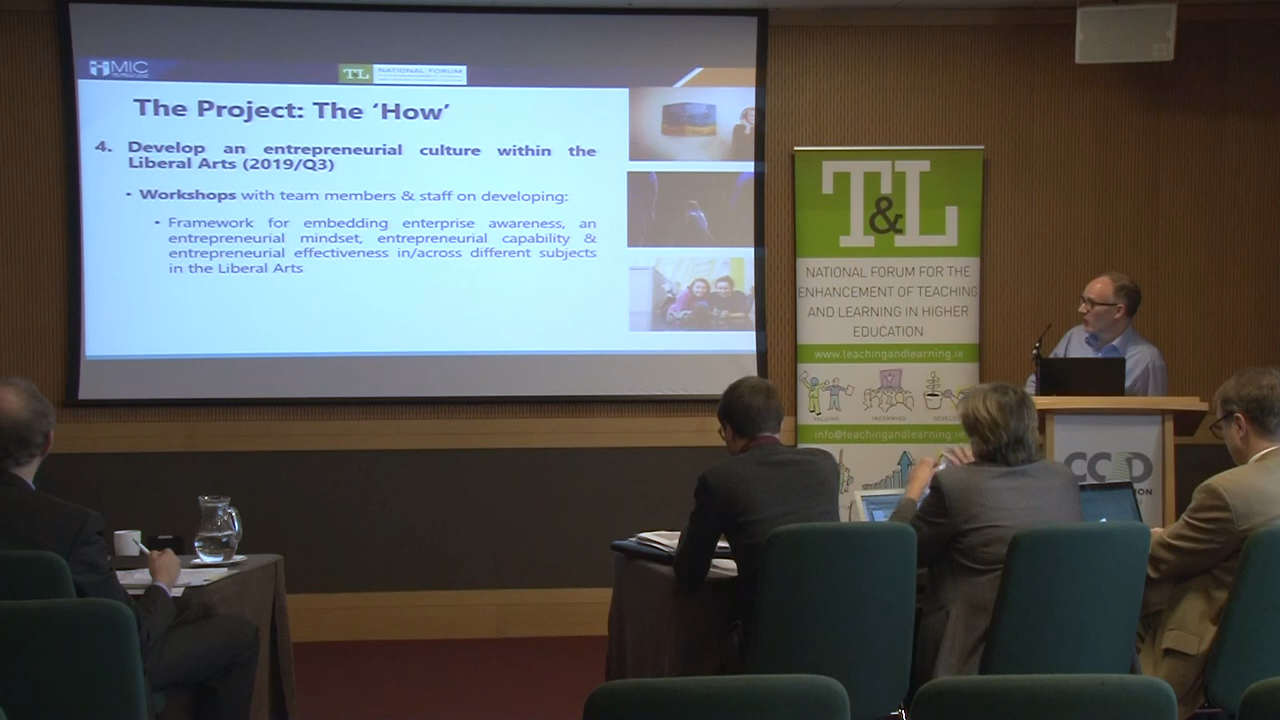 MIC
TL
NATIONAL FORUM
The Project: The ‘How’
4. Develop an entrepreneurial culture within the
Liberal Arts (2019/Q3)
• Workshops with team members & staff on developing:
• Framework for embedding enterprise awareness, an
entrepreneurial mindset, entrepreneurial capability &
entrepreneurial effectiveness in/across different subjects
in the Liberal Arts
T&L
NATIONAL FORUM FOR THE
ENHANCEMENT OF TEACHING
AND LEARNING IN HIGHER
EDUCATION
www.teachingandlearning.ie
VALUING INFORMING
info@teachingandlearning.ie